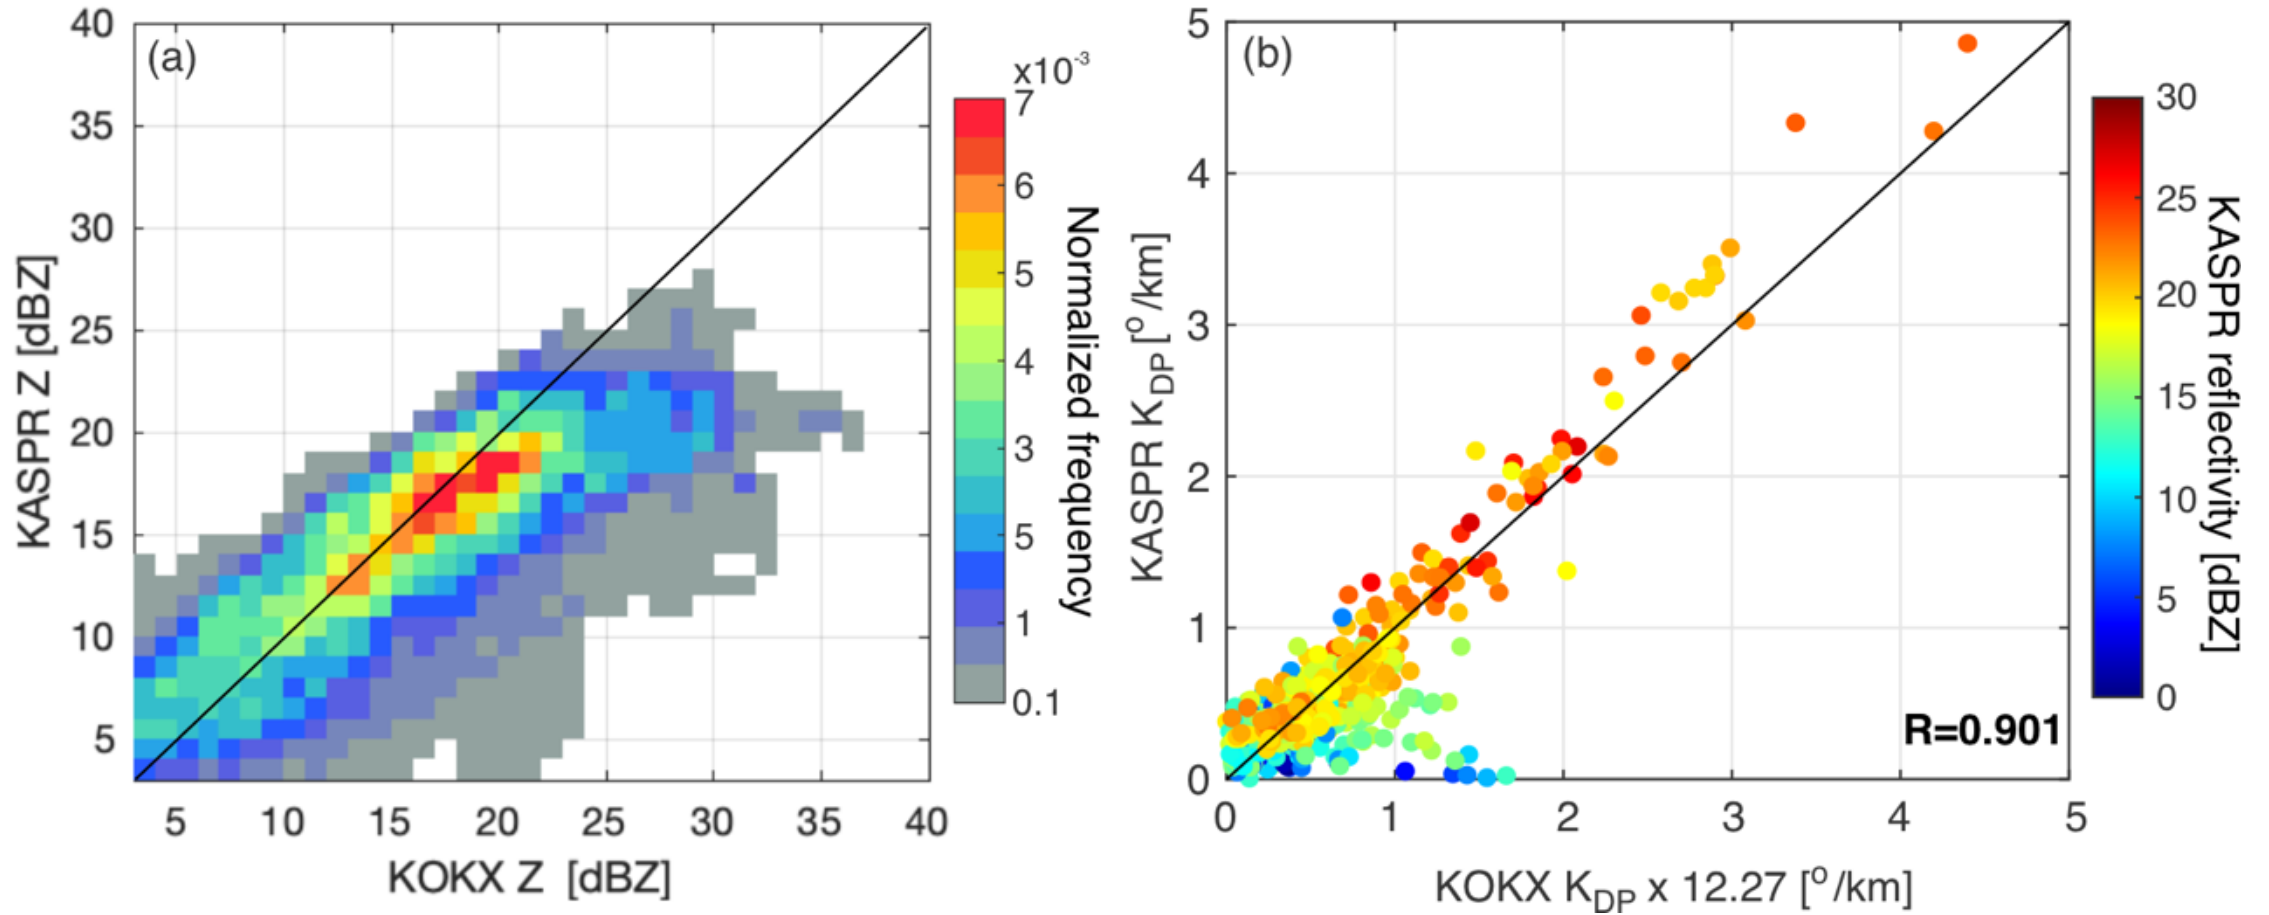 (a)
40
35
30
25
20
15
10
5
KASPR Z [dBZ]
5 10 15 20 25 30 35 40
KOKX Z [dBZ]
x10-3
7
6
5
4
3
5
1
0.1
Normalized frequency
(b)
5
4
3
2
1
0
KASPR KDP [o/km]
0 1 2 3 4 5
KOKX KDP x 12.27 [o/km]
R=0.901
30
25
20
15
10
5
0
KASPR reflectivity [dBZ]